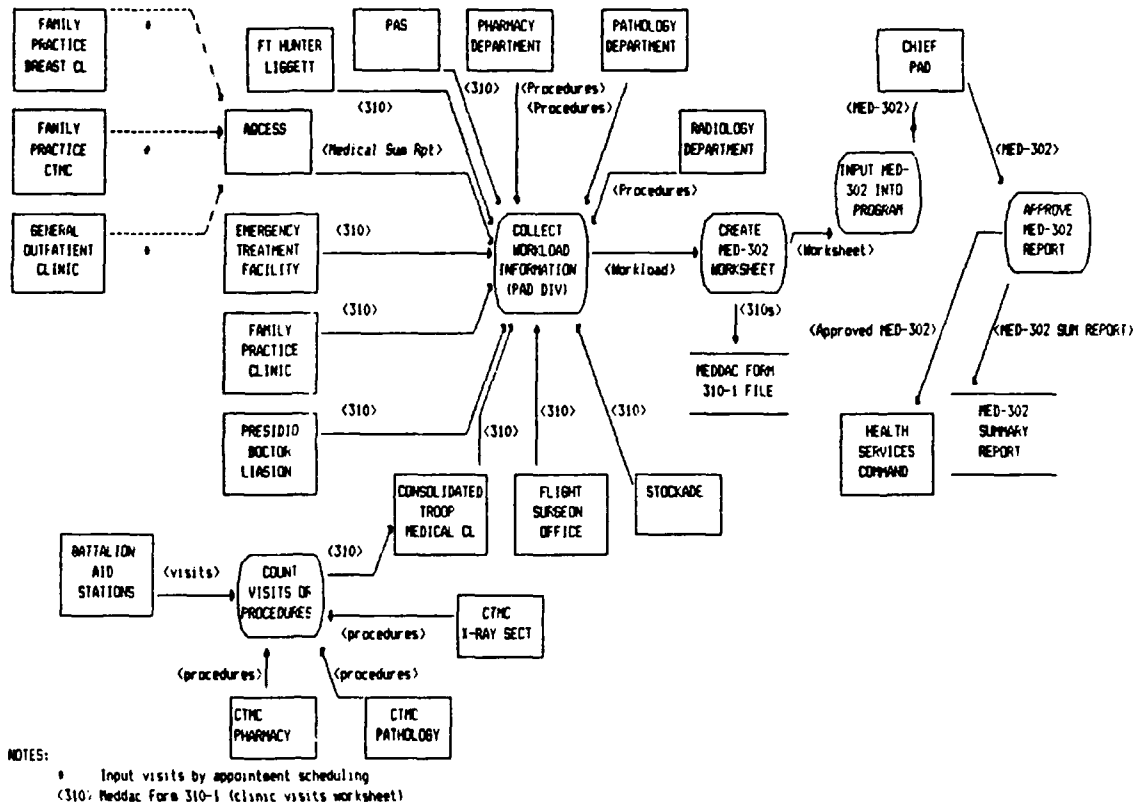 FAMILY
PRACTICE
BREAST CL
*
FT HUNTER
LIGGETT
PAS
PHARMACY
DEPARTMENT
PATHOLOGY
DEPARTMENT
CHIEF
PAD
<310>
<310>
<Procedures>
<Procedures>
<MED-302>
FAMILY
PRACTICE
CTMC
*
AQCESS
<Medical Sum Rpt>
RADIOLOGY
DEPARTMENT
<Procedures>
<MED-302>
INPUT MED-
302 INTO
PROGRAM
GENERAL
OUTPATIENT
CLINIC
*
EMERGENCY
TREATMENT
FACILITY
<310>
COLLECT
WORKLOAD
INFORMATION
(PAD DIV)
<Workload>
CREATE
MED-302
WORKSHEET
<Worksheet>
APPROVE
MED-302
REPORT
<310>
<310s>
FAMILY
PRACTICE
CLINIC
MEDDAC FORM
310-1 FILE
<Approved MED-302>
<MED-302 SUM REPORT>
<310>
PRESIDIO
DOCTOR
LIASION
<310>
<310>
<310>
HEALTH
SERVICES
COMMAND
MED-302
SUMMARY
REPORT
CONSOLIDATED
TROOP
MEDICAL CL
FLIGHT
SURGEON
OFFICE
STOCKADE
BATTALION
AID
STATIONS
<visits>
COUNT
VISITS OR
PROCEDURES
<310>
CTMC
X-RAY SECT
<procedures>
<procedures>
<procedures>
CTMC
PHARMACY
CTMC
PATHOLOGY
NOTES:
* Input visits by appointment scheduling
<310> Meddac Form 310-1 (clinic visits worksheet)